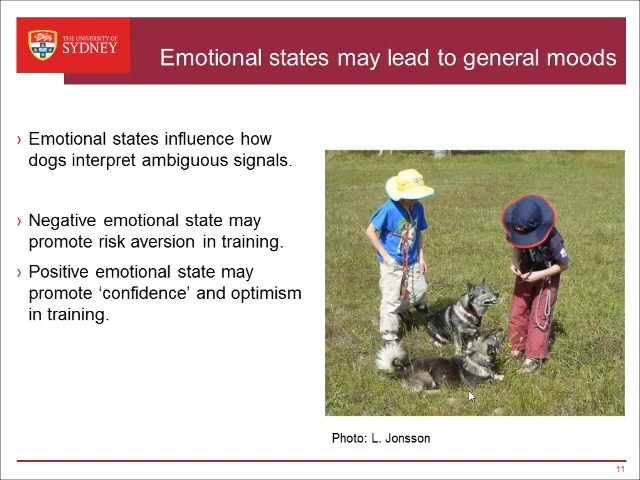 THE UNIVERSITY OF
SYDNEY
Emotional states may lead to general moods
› Emotional states influence how
dogs interpret ambiguous signals.
› Negative emotional state may
promote risk aversion in training.
› Positive emotional state may
promote ‘confidence’ and optimism
in training.
Photo: L. Jonsson
11